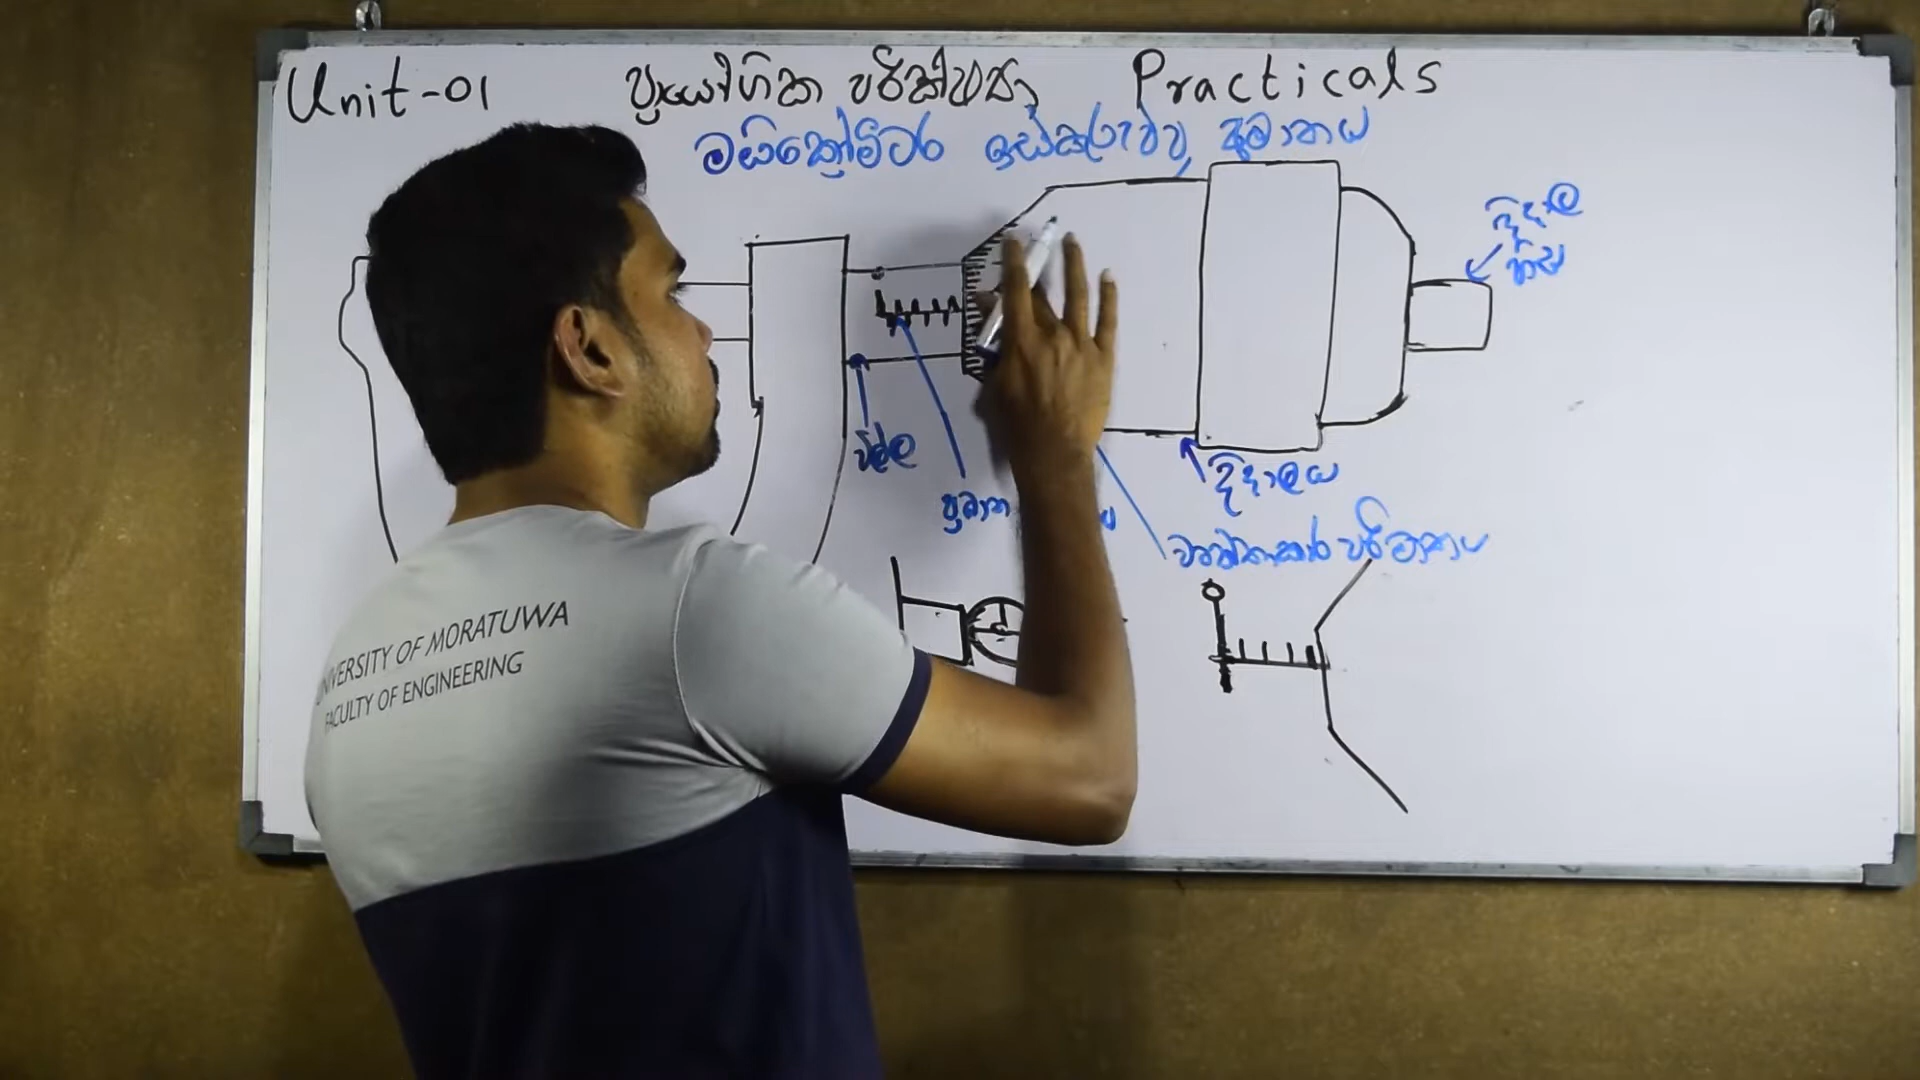 Unit-01 ප්‍රායෝගික පරීක්ෂණ Practicals
මයික්‍රෝමීටර ඉස්කුරුප්පු ආමානය
දිදාල හිස
විල්ල
ප්‍රධාන
දිදාලය
වෘත්තාකාර පරිමාණය
UNIVERSITY OF MORATUWA
FACULTY OF ENGINEERING